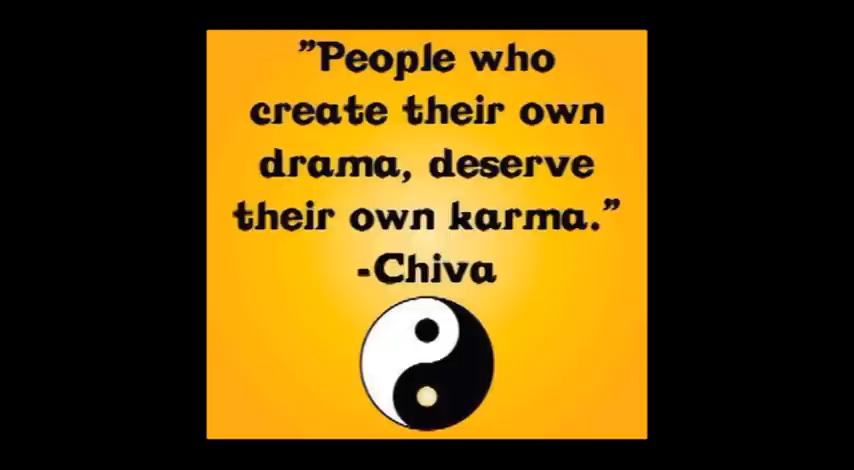 "People who
create their own
drama, deserve
their own karma."
-Chiva